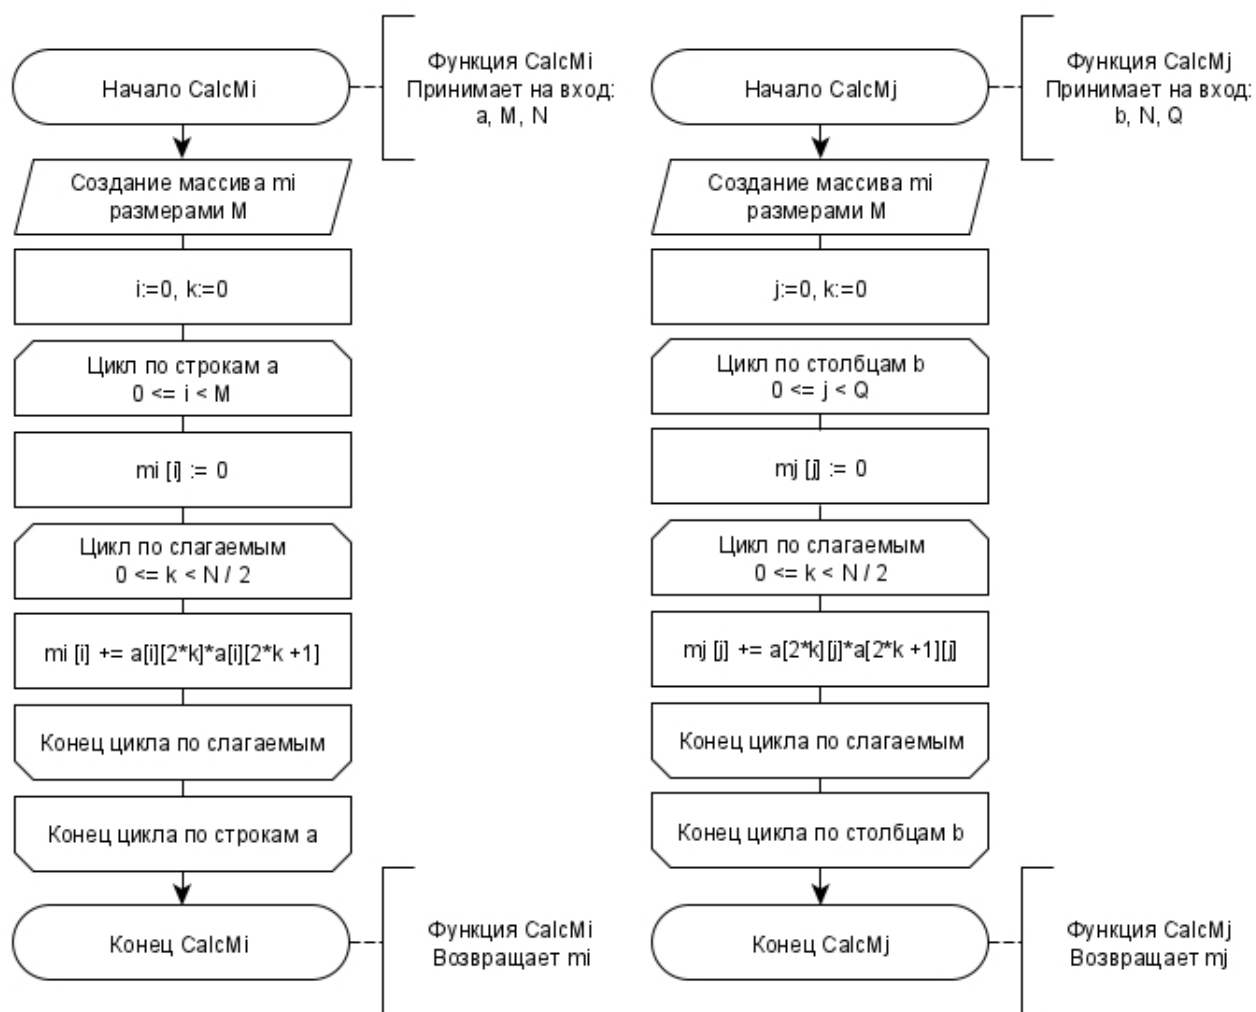 Начало CalcMi
Функция CalcMi
Принимает на вход:
a, M, N
Создание массива mi
размерами M
i:=0, k:=0
Цикл по строкам a
0 <= i < M
mi [i] := 0
Цикл по слагаемым
0 <= k < N / 2
mi [i] += a[i][2*k]*a[i][2*k +1]
Конец цикла по слагаемым
Конец цикла по строкам a
Конец CalcMi
Функция CalcMi
Возвращает mi
Начало CalcMj
Функция CalcMj
Принимает на вход:
b, N, Q
Создание массива mi
размерами M
j:=0, k:=0
Цикл по столбцам b
0 <= j < Q
mj [j] := 0
Цикл по слагаемым
0 <= k < N / 2
mj [j] += a[2*k][j]*a[2*k +1][j]
Конец цикла по слагаемым
Конец цикла по столбцам b
Конец CalcMj
Функция CalcMj
Возвращает mj